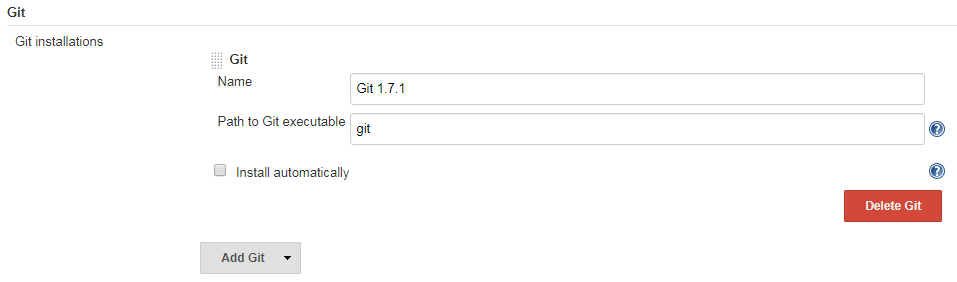 Git
Git installations
Git
Name
Git 1.7.1
Path to Git executable
git
?
Install automatically
?
Delete Git
Add Git